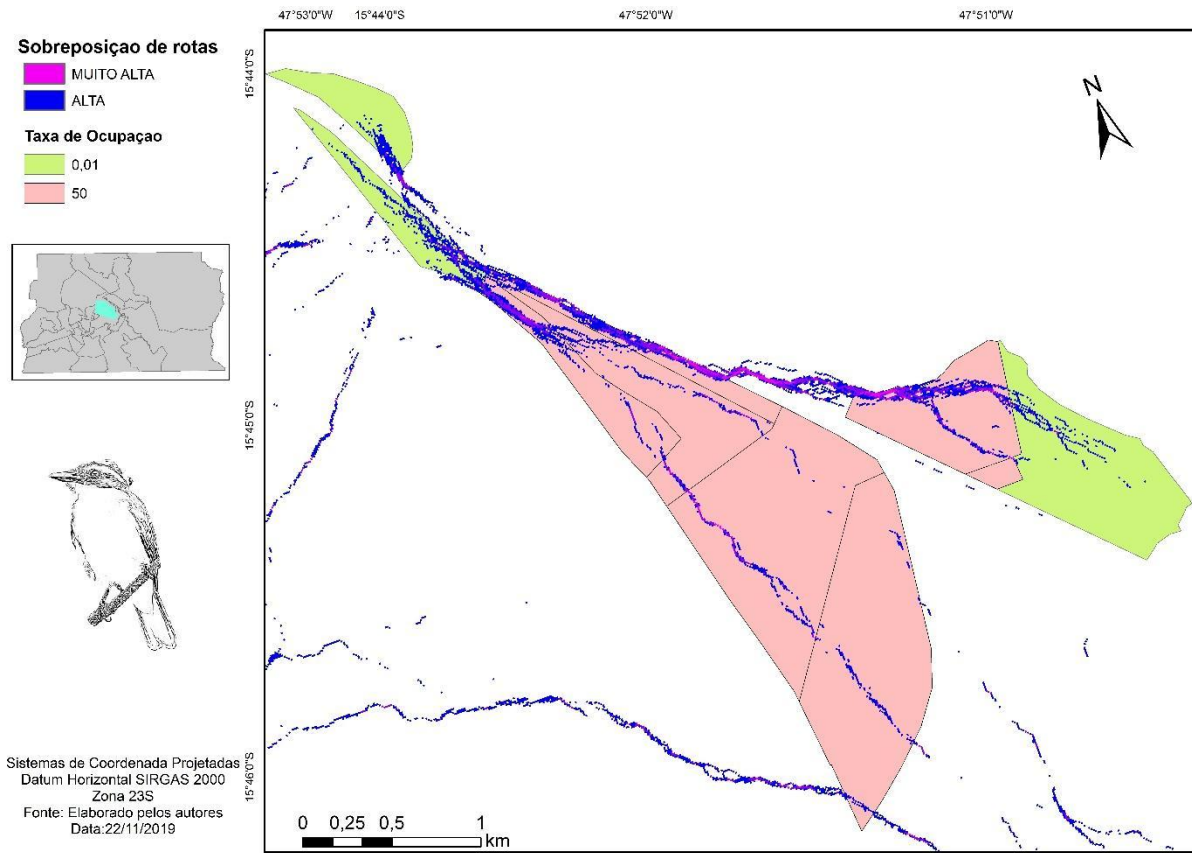 47°53'0"W
15°44'0"S
47°52'0"W
47°51'0"W
Sobreposiçao de rotas
MUITO ALTA
ALTA
Taxa de Ocupaçao
0,01
50
15°44'0"S
15°45'0"S
15°46'0"S
N
Sistemas de Coordenada Projetadas
Datum Horizontal SIRGAS 2000
Zona 23S
Fonte: Elaborado pelos autores
Data:22/11/2019
0 0,25 0,5 1
km